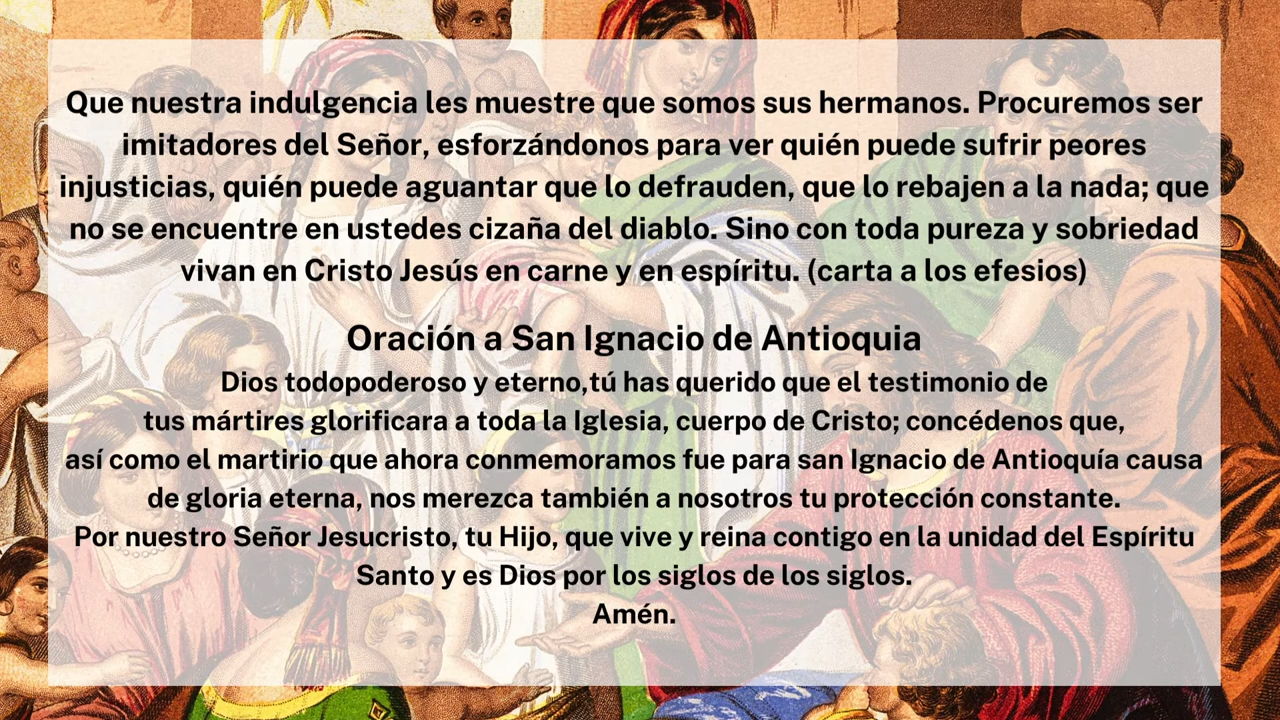 Que nuestra indulgencia les muestre que somos sus hermanos. Procuremos ser
imitadores del Señor, esforzándonos para ver quién puede sufrir peores
injusticias, quién puede aguantar que lo defrauden, que lo rebajen a la nada; que
no se encuentre en ustedes cizaña del diablo. Sino con toda pureza y sobriedad
vivan en Cristo Jesús en carne y en espíritu. (carta a los efesios)
Oración a San Ignacio de Antioquia
Dios todopoderoso y eterno,tú has querido que el testimonio de
tus mártires glorificara a toda la Iglesia, cuerpo de Cristo; concédenos que,
así como el martirio que ahora conmemoramos fue para san Ignacio de Antioquía causa
de gloria eterna, nos merezca también a nosotros tu protección constante.
Por nuestro Señor Jesucristo, tu Hijo, que vive y reina contigo en la unidad del Espíritu
Santo y es Dios por los siglos de los siglos.
Amén.